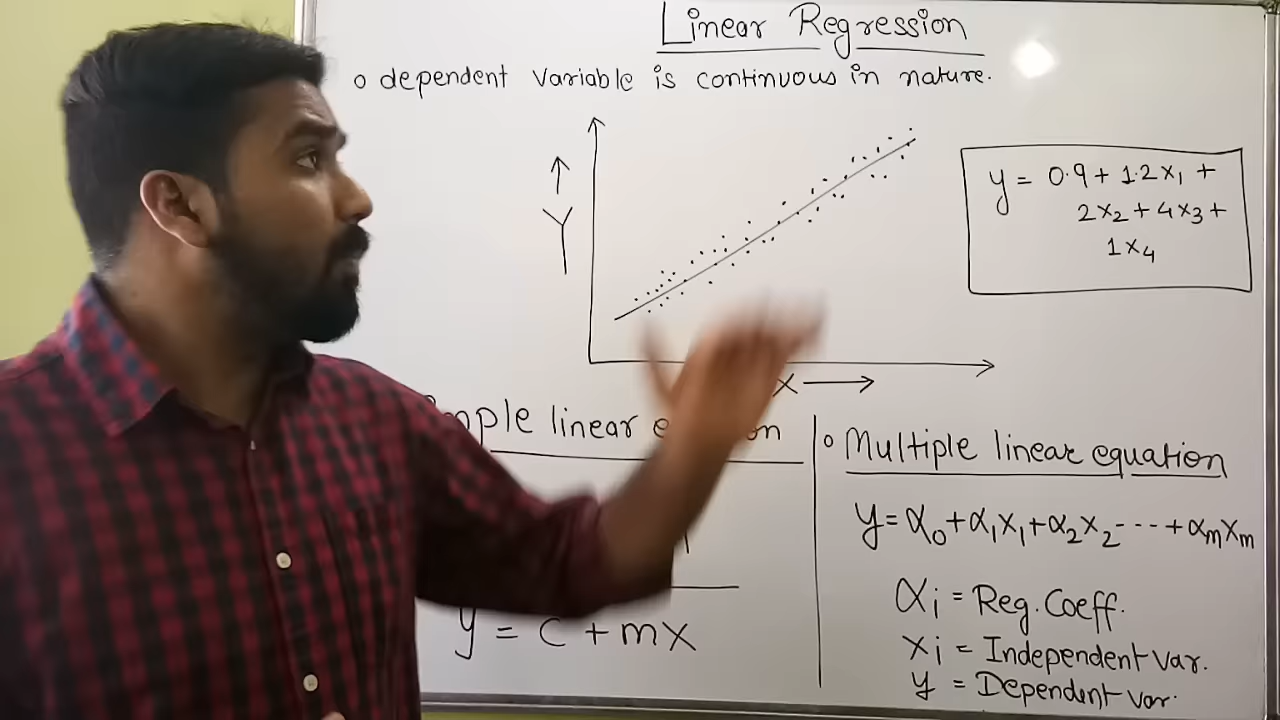 Linear Regression
o dependent variable is continuous in nature.
Y
y = 0.9 + 1.2x₁ +
2x₂ + 4x₃ +
1x₄
X
linear
o Multiple linear equation
y = α₀ + α₁x₁ + α₂x₂ ---- + αₘxₘ
αᵢ = Reg. Coeff.
xᵢ = Independent var.
y = Dependent var.
y = c + mx